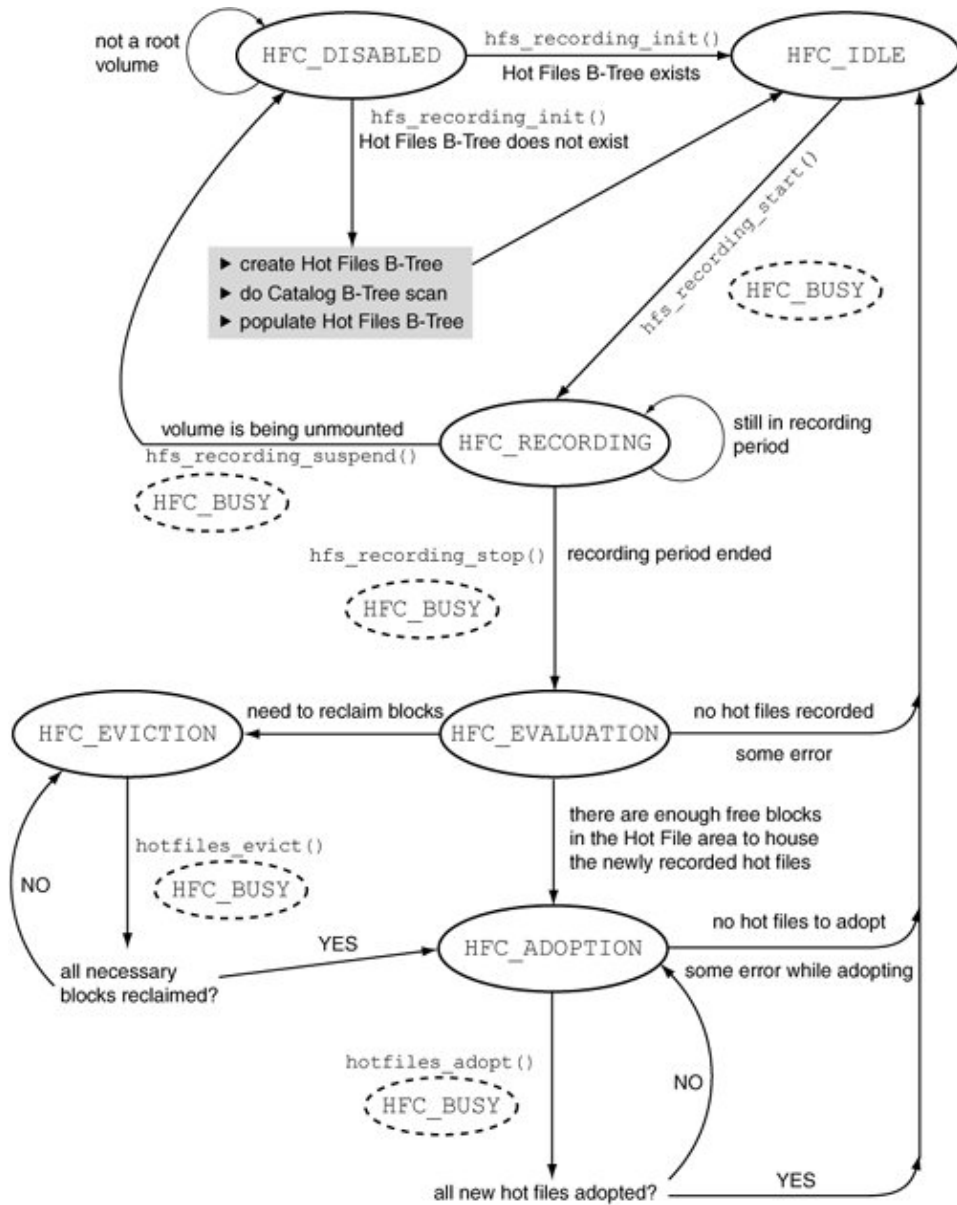 not a root
volume
HFC_DISABLED
hfs_recording_init()
Hot Files B-Tree exists
HFC_IDLE
hfs_recording_init()
Hot Files B-Tree does not exist
► create Hot Files B-Tree
► do Catalog B-Tree scan
► populate Hot Files B-Tree
hfs_recording_start()
HFC_BUSY
volume is being unmounted
hfs_recording_suspend()
HFC_BUSY
HFC_RECORDING
still in recording
period
hfs_recording_stop()
recording period ended
HFC_BUSY
HFC_EVICTION
need to reclaim blocks
HFC_EVALUATION
no hot files recorded
some error
there are enough free blocks
in the Hot File area to house
the newly recorded hot files
hotfiles_evict()
HFC_BUSY
NO
all necessary
blocks reclaimed?
YES
HFC_ADOPTION
no hot files to adopt
some error while adopting
hotfiles_adopt()
HFC_BUSY
NO
all new hot files adopted?
YES